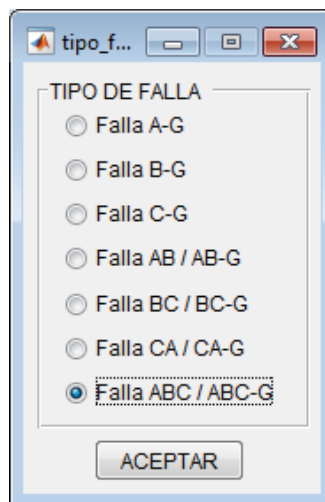 tipo_f...
TIPO DE FALLA
Falla A-G
Falla B-G
Falla C-G
Falla AB / AB-G
Falla BC / BC-G
Falla CA / CA-G
Falla ABC / ABC-G
ACEPTAR